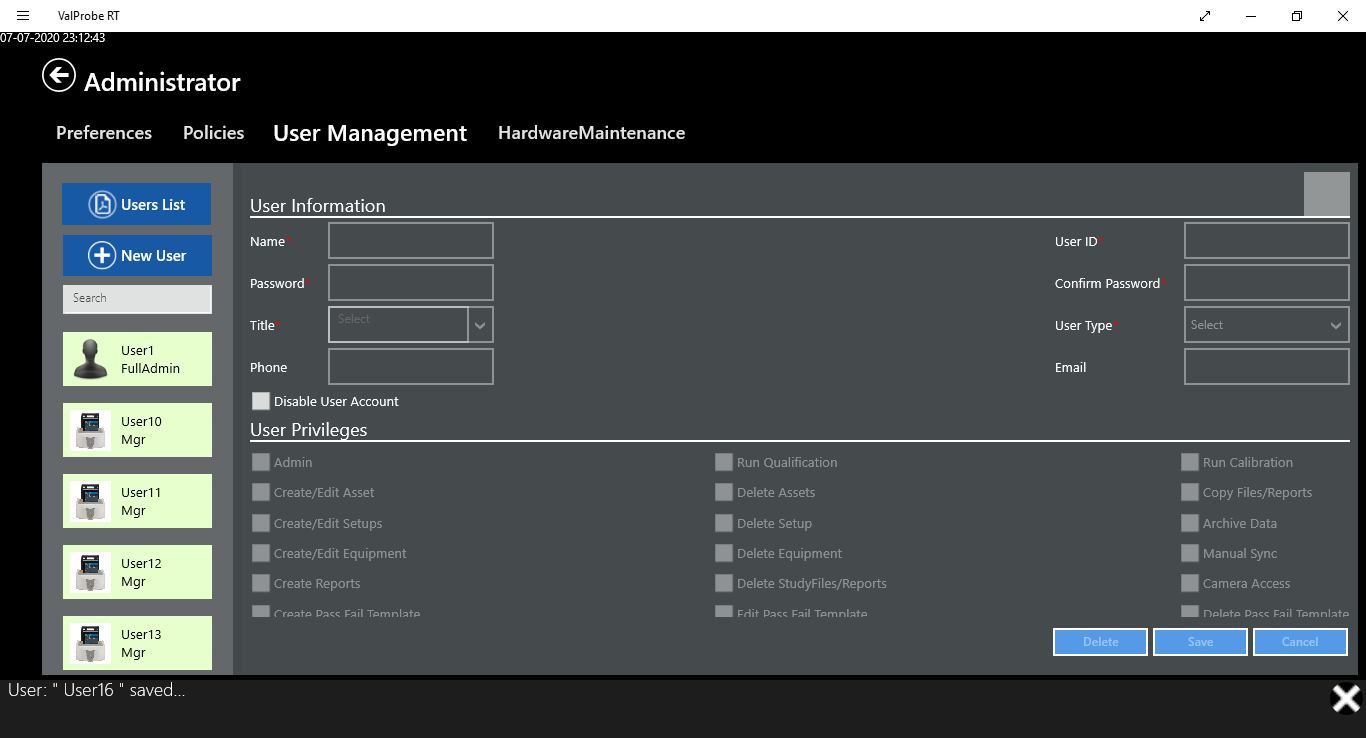 ValProbe RT
07-07-2020 23:12:43
Administrator
Preferences Policies User Management HardwareMaintenance
Users List
New User
Search
User1
FullAdmin
User10
Mgr
User11
Mgr
User12
Mgr
User13
Mgr
User Information
Name* User ID*
Password* Confirm Password*
Title* Select User Type* Select
Phone Email
Disable User Account
User Privileges
Admin Run Qualification Run Calibration
Create/Edit Asset Delete Assets Copy Files/Reports
Create/Edit Setups Delete Setup Archive Data
Create/Edit Equipment Delete Equipment Manual Sync
Create Reports Delete StudyFiles/Reports Camera Access
Create Pass Fail Template Edit Pass Fail Template Delete Pass Fail Template
Delete Save Cancel
User: " User16 " saved...